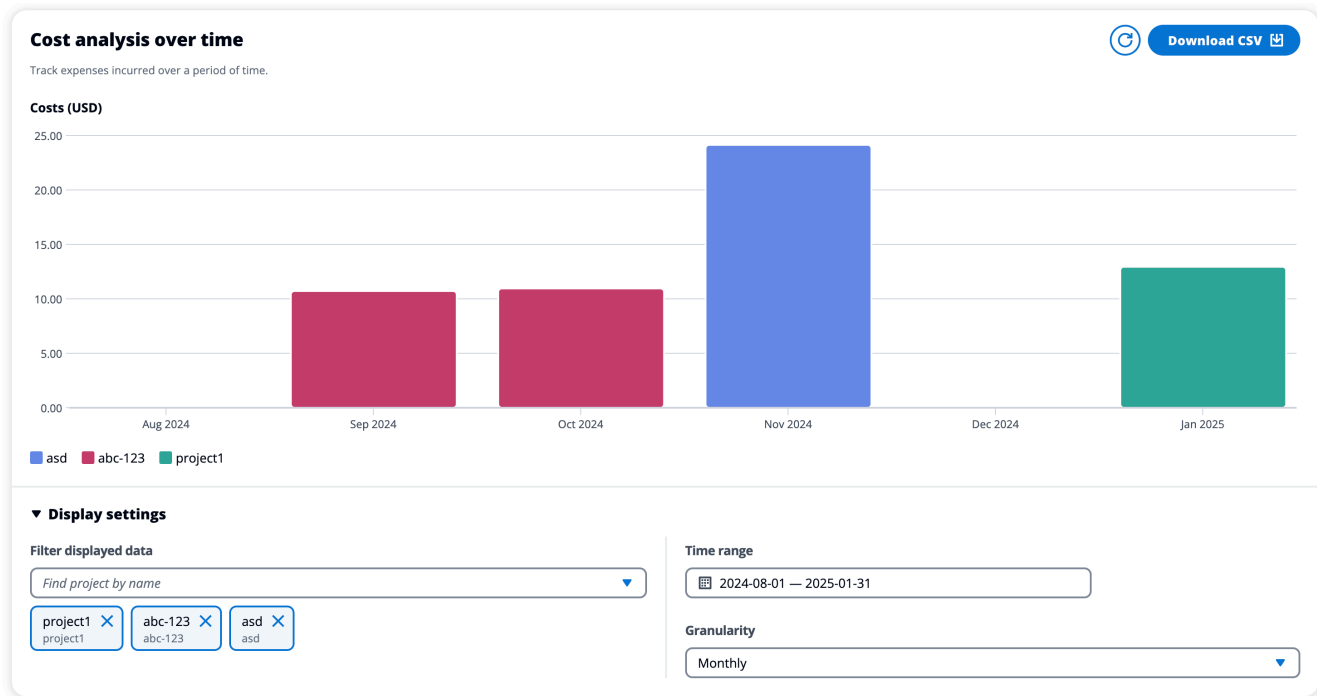 Cost analysis over time
Download CSV
Track expenses incurred over a period of time.
Costs (USD)
25.00
20.00
15.00
10.00
5.00
0.00
Aug 2024 Sep 2024 Oct 2024 Nov 2024 Dec 2024 Jan 2025
asd abc-123 project1
Display settings
Filter displayed data
Find project by name
project1 abc-123 asd
project1 abc-123 asd
Time range
2024-08-01 — 2025-01-31
Granularity
Monthly